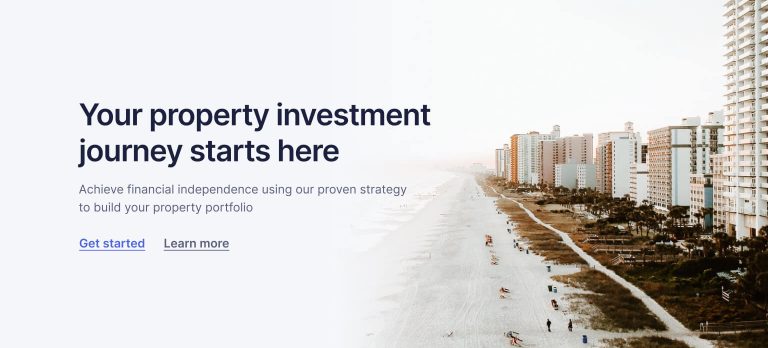 Your property investment
journey starts here
Achieve financial independence using our proven strategy
to build your property portfolio
Get started Learn more